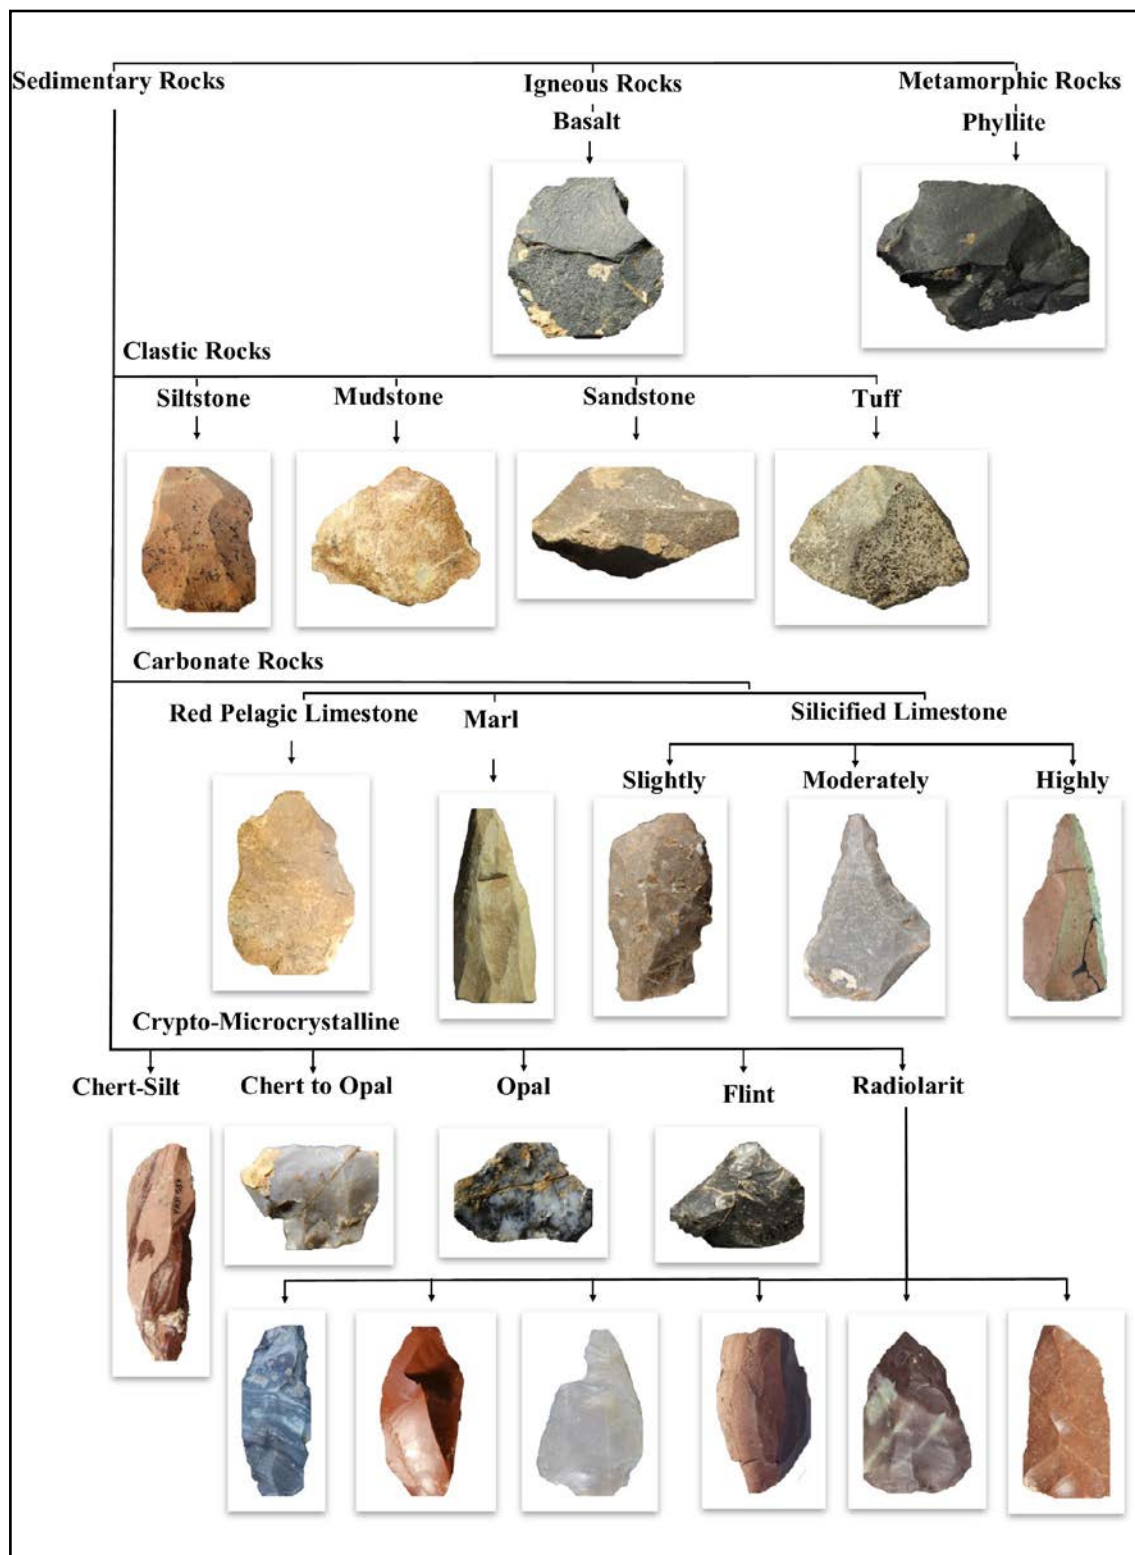 Sedimentary Rocks
Igneous Rocks
Metamorphic Rocks
Basalt
Phyllite
Clastic Rocks
Siltstone
Mudstone
Sandstone
Tuff
Carbonate Rocks
Red Pelagic Limestone
Marl
Silicified Limestone
Slightly
Moderately
Highly
Crypto-Microcrystalline
Chert-Silt
Chert to Opal
Opal
Flint
Radiolarit